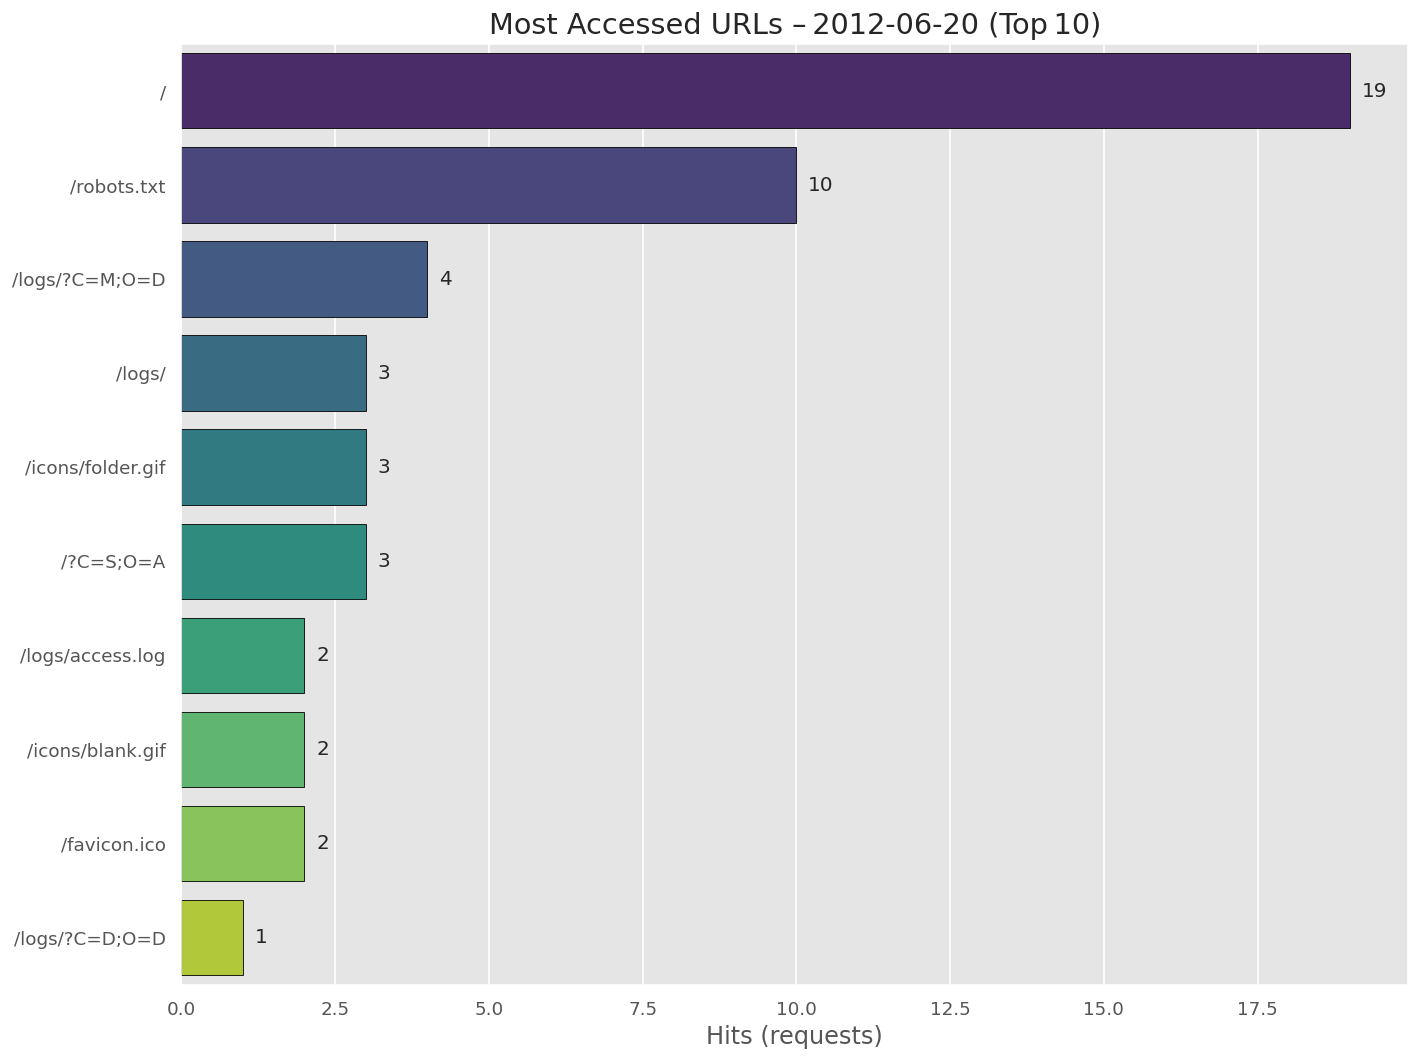 Most Accessed URLs – 2012-06-20 (Top 10)
/ 19
/robots.txt 10
/logs/?C=M;O=D 4
/logs/ 3
/icons/folder.gif 3
/?C=S;O=A 3
/logs/access.log 2
/icons/blank.gif 2
/favicon.ico 2
/logs/?C=D;O=D 1
0.0 2.5 5.0 7.5 10.0 12.5 15.0 17.5
Hits (requests)